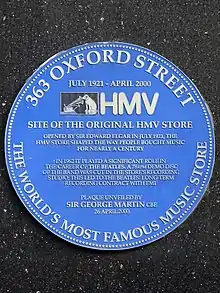 363 OXFORD STREET
JULY 1921 - APRIL 2000
HMV
SITE OF THE ORIGINAL HMV STORE
OPENED BY SIR EDWARD ELGAR IN JULY 1921, THE
HMV STORE SHAPED THE WAY PEOPLE BOUGHT MUSIC
FOR NEARLY A CENTURY
IN 1962 IT PLAYED A SIGNIFICANT ROLE IN
THE CAREER OF THE BEATLES: A 78RPM DEMO DISC
OF THE BAND WAS CUT IN THE STORE'S RECORDING
STUDIO; THIS LED TO THE BEATLES' LONG TERM
RECORDING CONTRACT WITH EMI
PLAQUE UNVEILED BY
SIR GEORGE MARTIN CBE
26 APRIL 2000
THE WORLD'S MOST FAMOUS MUSIC STORE